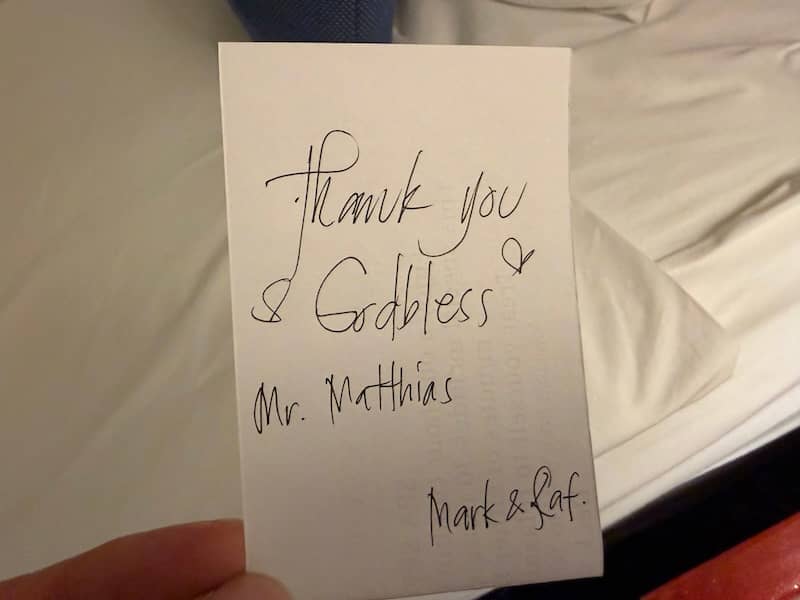 Thank you
& Godbless
Mr. Matthias
Mark & Raf.